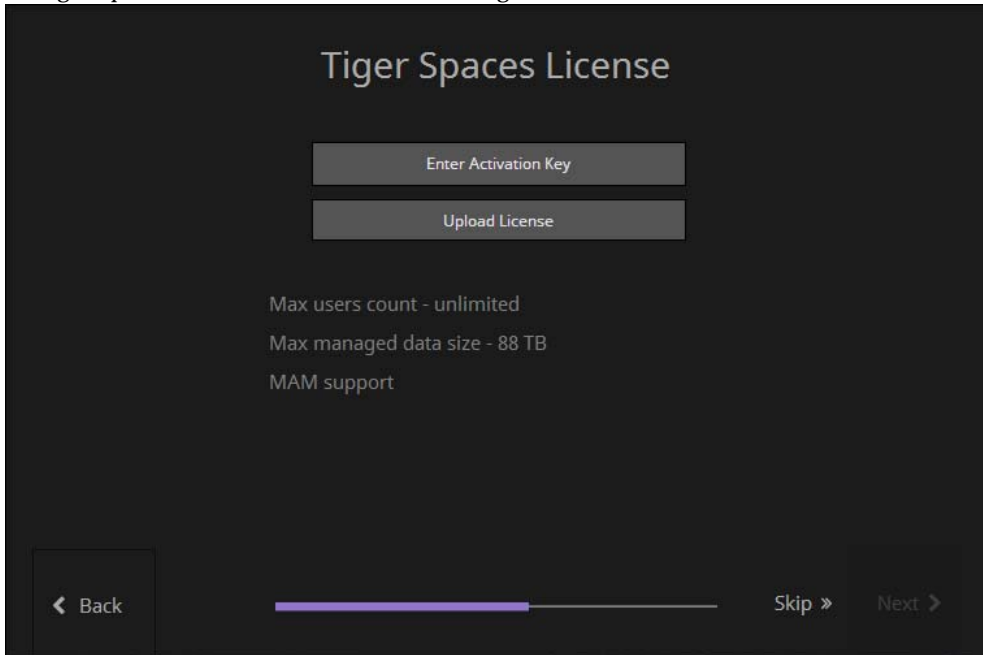 Tiger Spaces License
Enter Activation Key
Upload License
Max users count - unlimited
Max managed data size - 88 TB
MAM support
Back
Skip »
Next